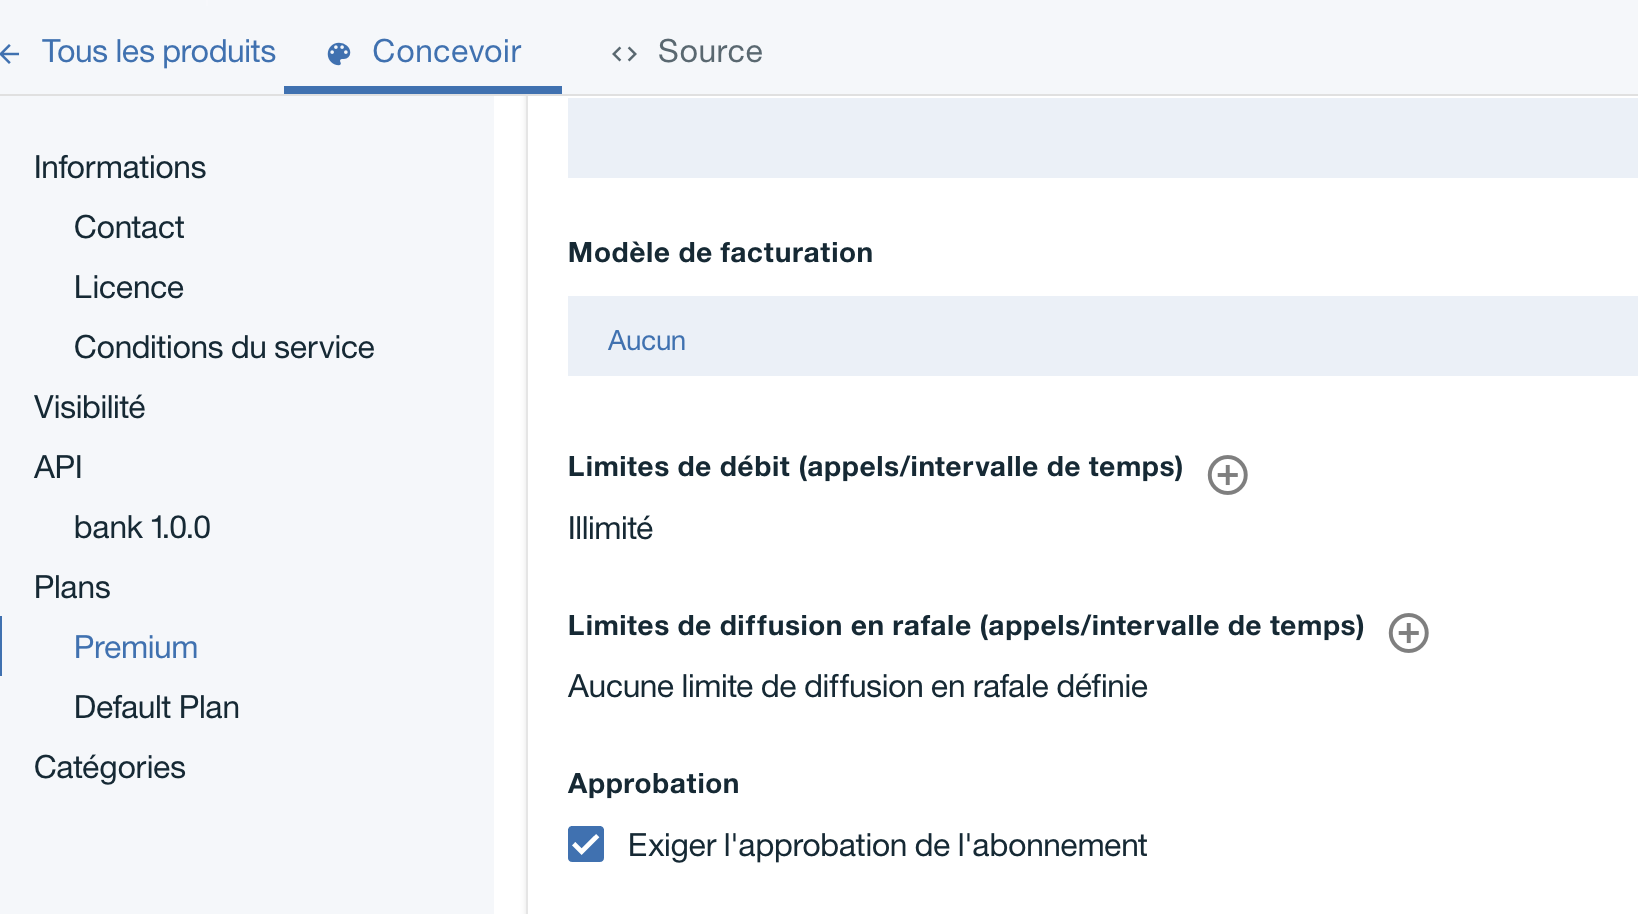 Tous les produits
Concevoir
Source
Informations
Contact
Licence
Conditions du service
Visibilité
API
bank 1.0.0
Plans
Premium
Default Plan
Catégories
Modèle de facturation
Aucun
Limites de débit (appels/intervalle de temps)
Illimité
Limites de diffusion en rafale (appels/intervalle de temps)
Aucune limite de diffusion en rafale définie
Approbation
Exiger l'approbation de l'abonnement